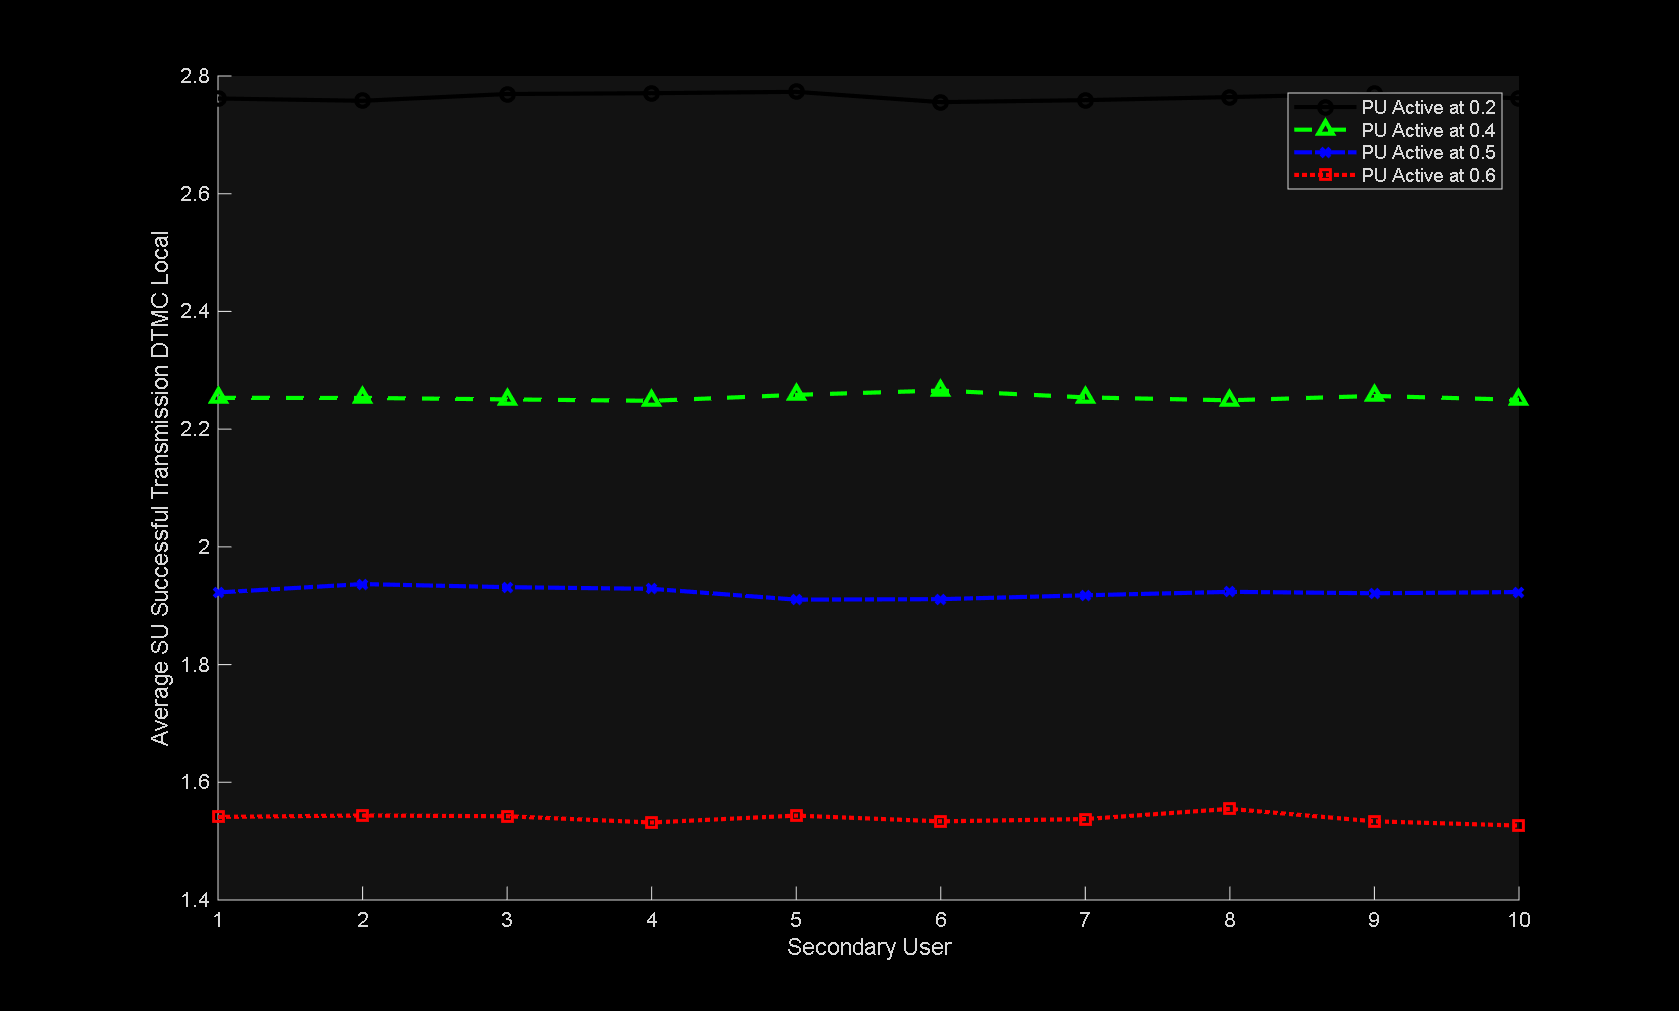 2.8
2.6
2.4
2.2
2
1.8
1.6
1.4
Average SU Successful Transmission DTMC Local
PU Active at 0.2
PU Active at 0.4
PU Active at 0.5
PU Active at 0.6
1 2 3 4 5 6 7 8 9 10
Secondary User